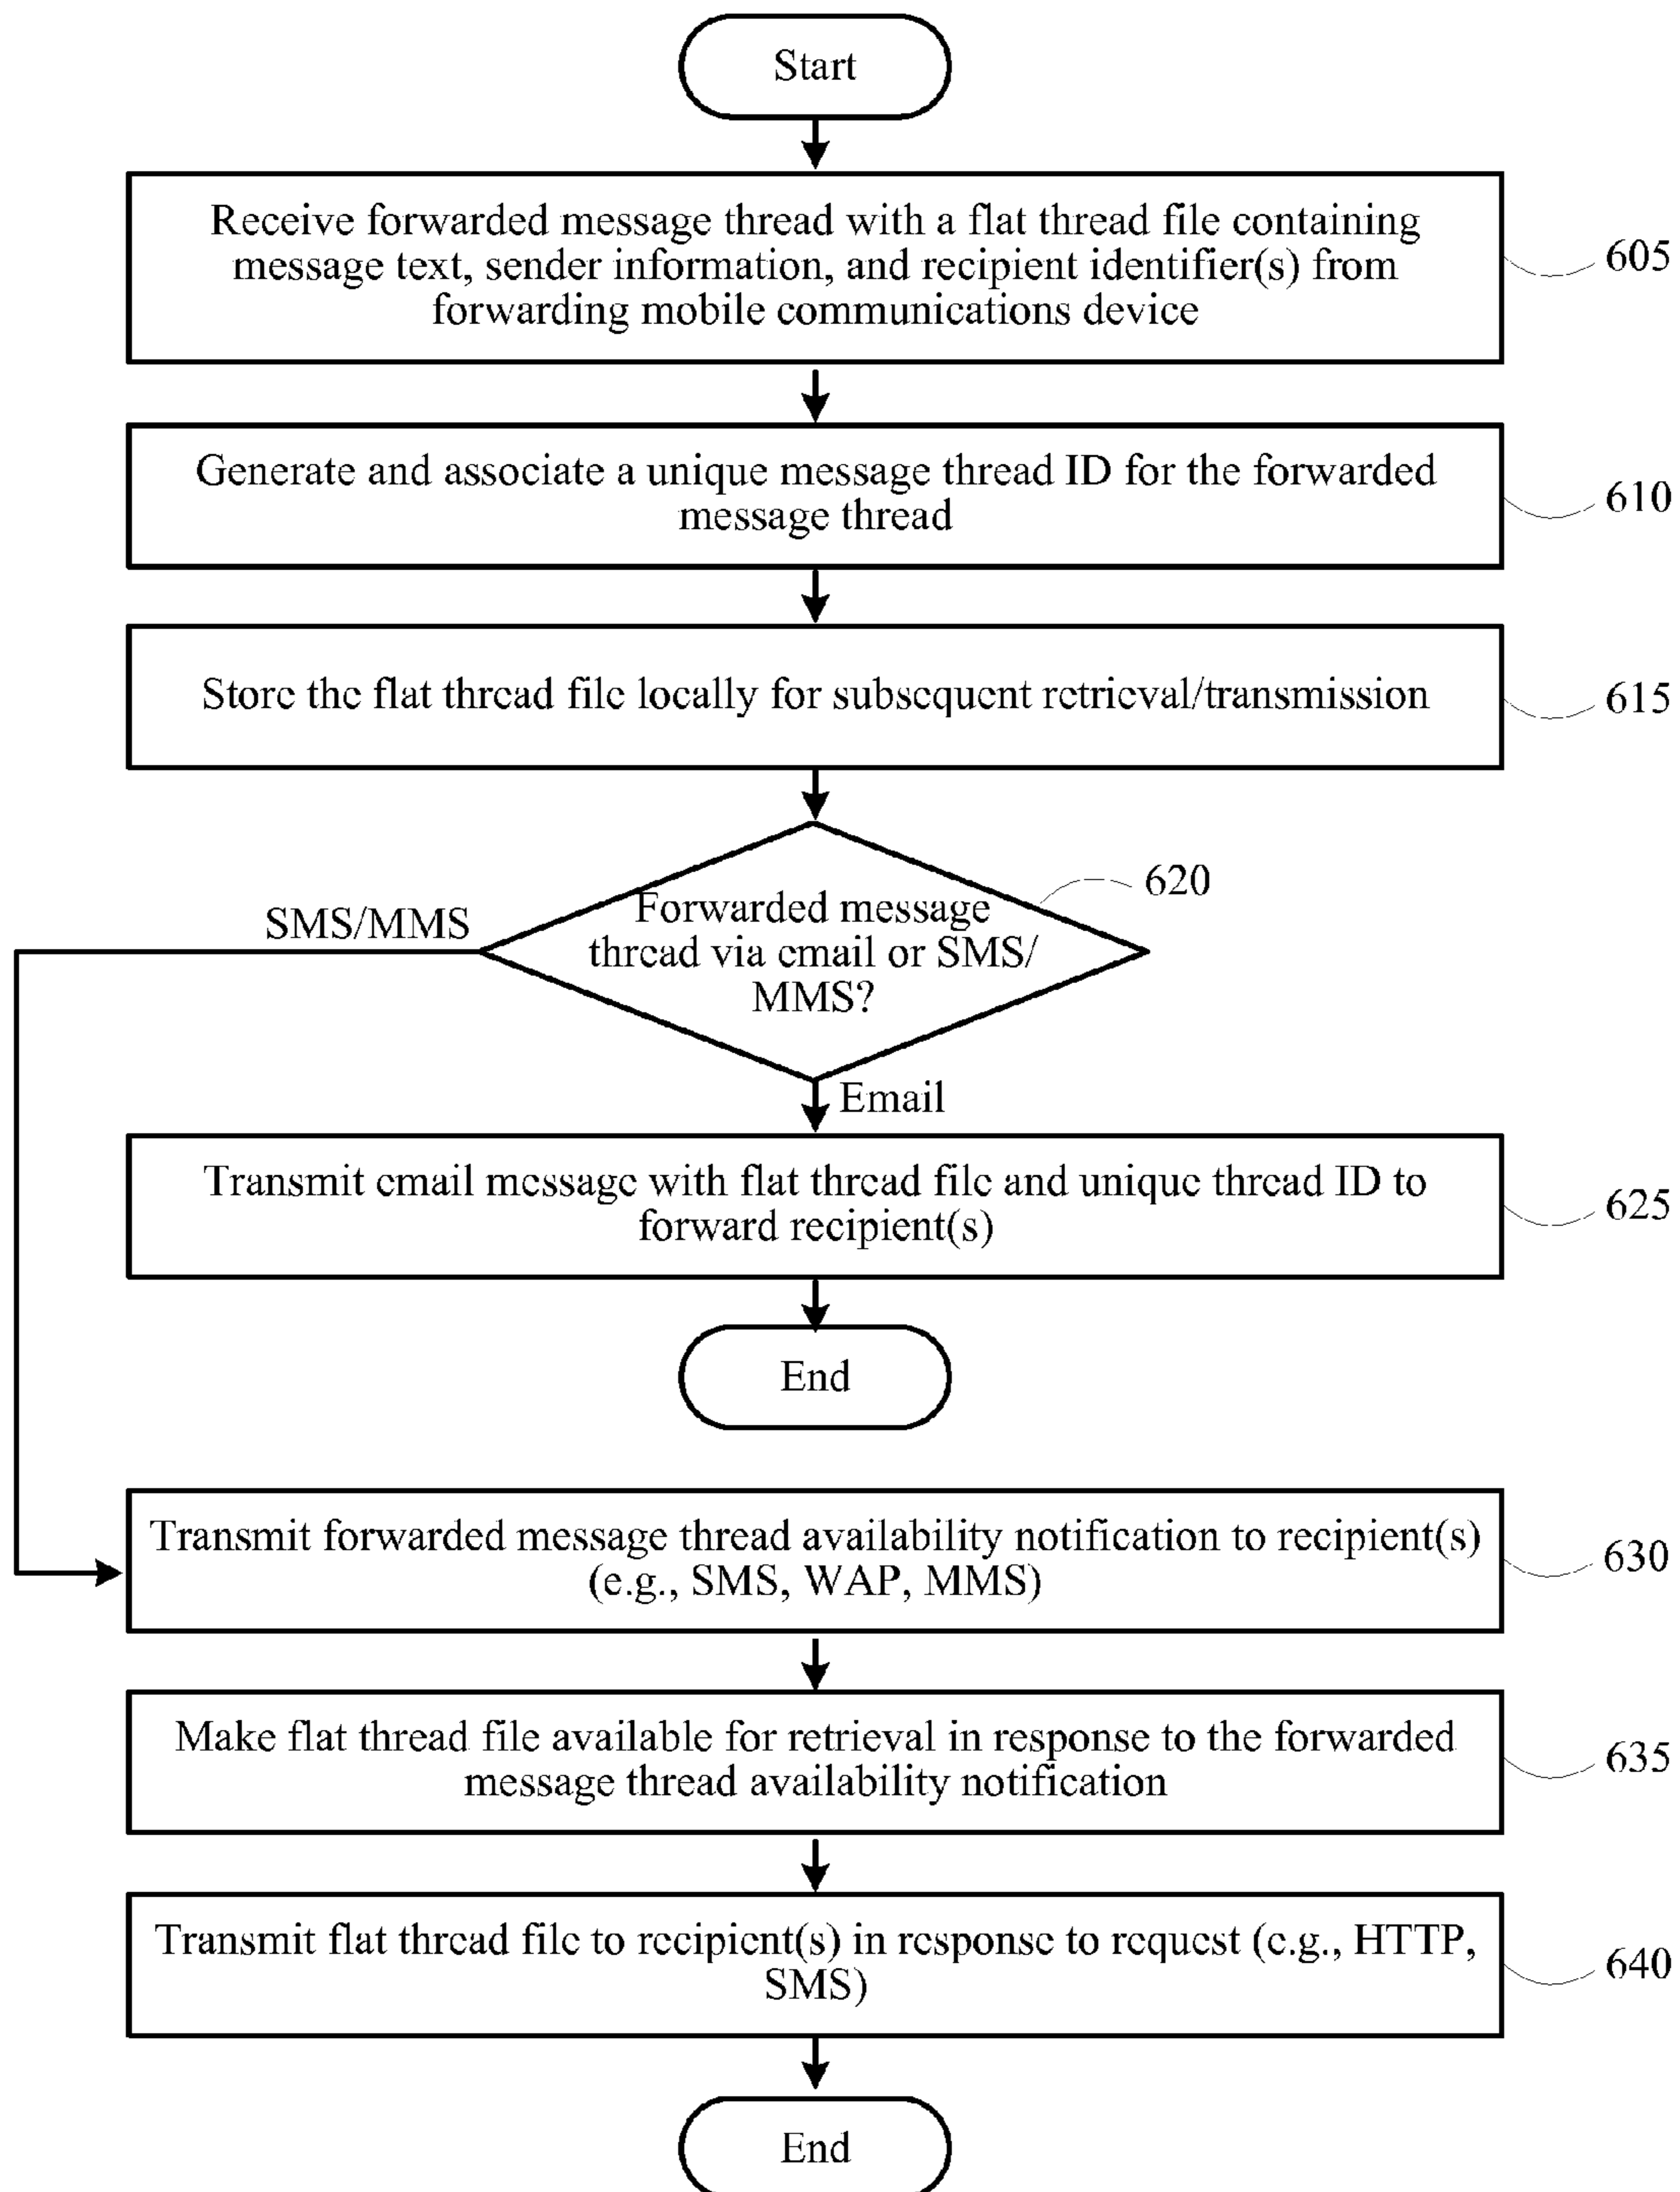 Start
Receive forwarded message thread with a flat thread file containing
message text, sender information, and recipient identifier(s) from
forwarding mobile communications device
605
Generate and associate a unique message thread ID for the forwarded
message thread
610
Store the flat thread file locally for subsequent retrieval/transmission
615
620
SMS/MMS
Forwarded message
thread via email or SMS/
MMS?
Email
Transmit email message with flat thread file and unique thread ID to
forward recipient(s)
625
End
Transmit forwarded message thread availability notification to recipient(s)
(e.g., SMS, WAP, MMS)
630
Make flat thread file available for retrieval in response to the forwarded
message thread availability notification
635
Transmit flat thread file to recipient(s) in response to request (e.g., HTTP,
SMS)
640
End